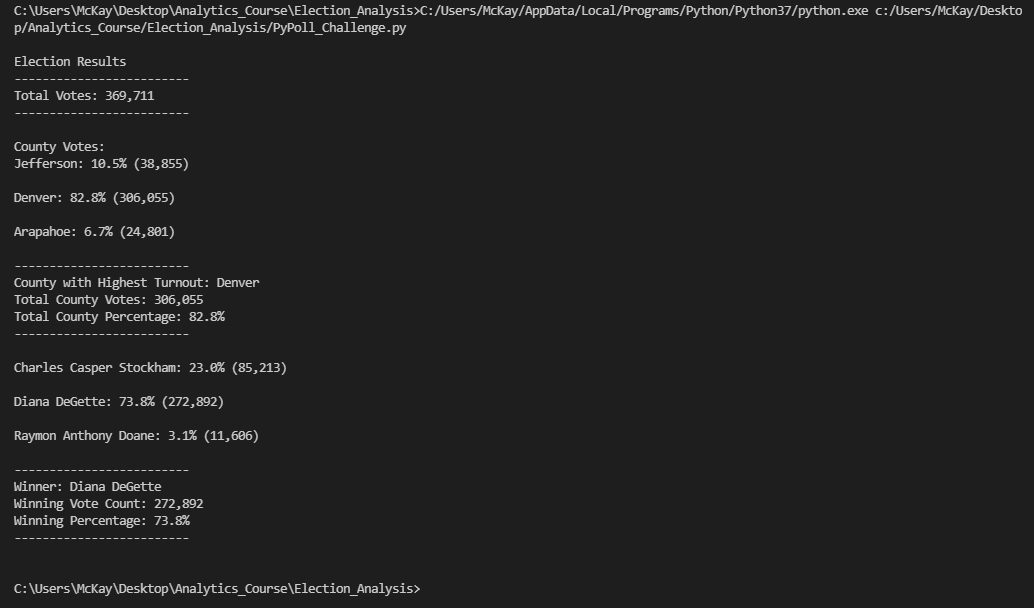 C:\Users\McKay\Desktop\Analytics_Course\Election_Analysis>C:/Users/McKay/AppData/Local/Programs/Python/Python37/python.exe c:/Users/McKay/Deskto
p/Analytics_Course/Election_Analysis/PyPoll_Challenge.py
Election Results
-------------------------
Total Votes: 369,711
-------------------------
County Votes:
Jefferson: 10.5% (38,855)
Denver: 82.8% (306,055)
Arapahoe: 6.7% (24,801)
-------------------------
County with Highest Turnout: Denver
Total County Votes: 306,055
Total County Percentage: 82.8%
-------------------------
Charles Casper Stockham: 23.0% (85,213)
Diana DeGette: 73.8% (272,892)
Raymon Anthony Doane: 3.1% (11,606)
-------------------------
Winner: Diana DeGette
Winning Vote Count: 272,892
Winning Percentage: 73.8%
-------------------------
C:\Users\McKay\Desktop\Analytics_Course\Election_Analysis>